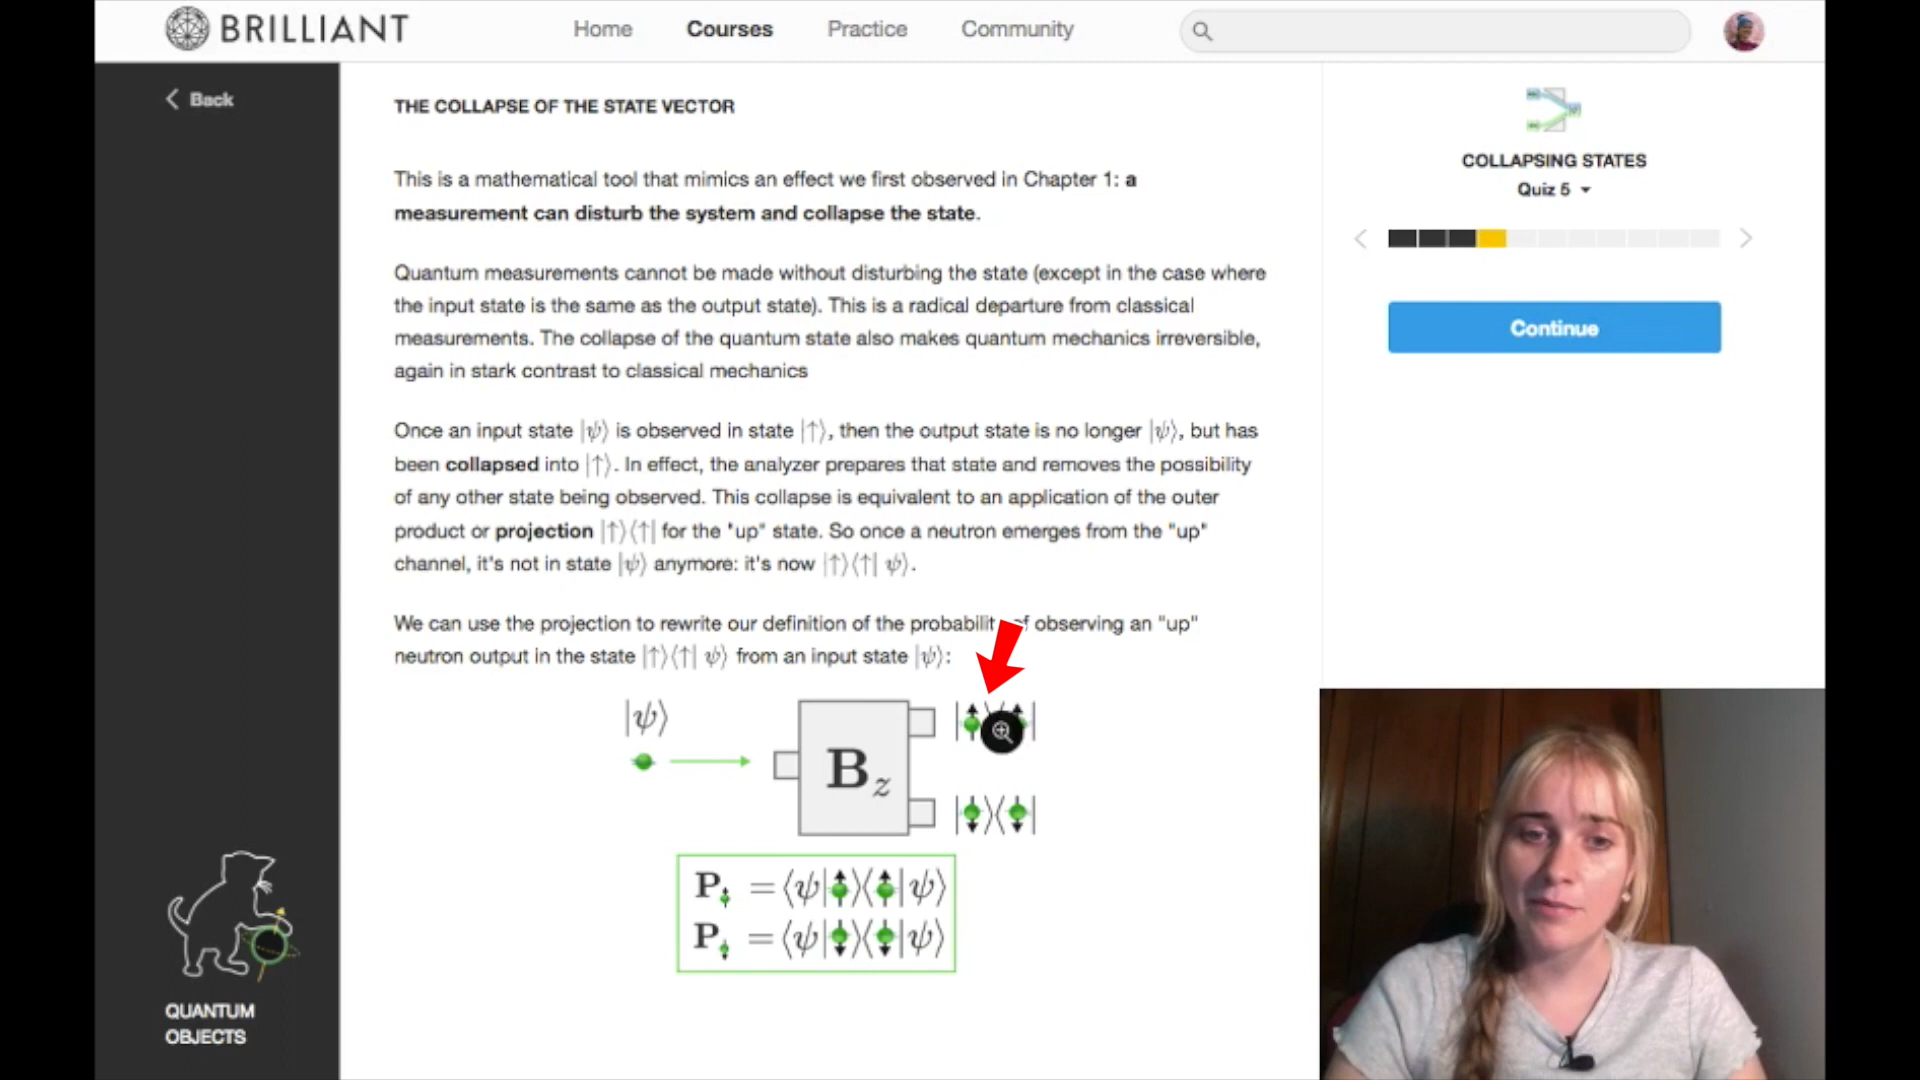 BRILLIANT
Home Courses Practice Community
Back
THE COLLAPSE OF THE STATE VECTOR
This is a mathematical tool that mimics an effect we first observed in Chapter 1: a
measurement can disturb the system and collapse the state.
Quantum measurements cannot be made without disturbing the state (except in the case where
the input state is the same as the output state). This is a radical departure from classical
measurements. The collapse of the quantum state also makes quantum mechanics irreversible,
again in stark contrast to classical mechanics
Once an input state |ψ⟩ is observed in state |↑⟩, then the output state is no longer |ψ⟩, but has
been collapsed into |↑⟩. In effect, the analyzer prepares that state and removes the possibility
of any other state being observed. This collapse is equivalent to an application of the outer
product or projection |↑⟩⟨↑| for the "up" state. So once a neutron emerges from the "up"
channel, it's not in state |ψ⟩ anymore: it's now |↑⟩⟨↑| ψ⟩.
We can use the projection to rewrite our definition of the probability of observing an "up"
neutron output in the state |↑⟩⟨↑| ψ⟩ from an input state |ψ⟩:
|ψ⟩
B_z
|↑⟩⟨↑|
|↓⟩⟨↓|
P↑ = ⟨ψ|↑⟩⟨↑|ψ⟩
P↓ = ⟨ψ|↓⟩⟨↓|ψ⟩
QUANTUM
OBJECTS
COLLAPSING STATES
Quiz 5
Continue